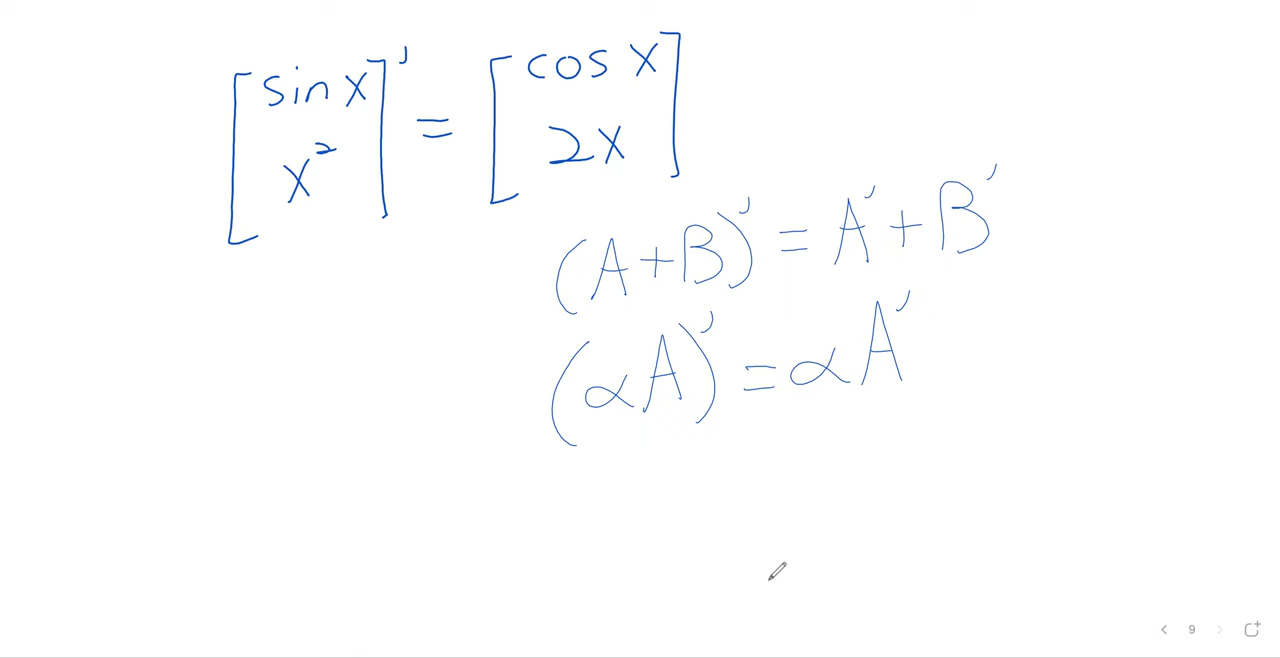 [sin x
x²]' = [cos x
2x]
(A + B)' = A' + B'
(αA)' = αA'
9